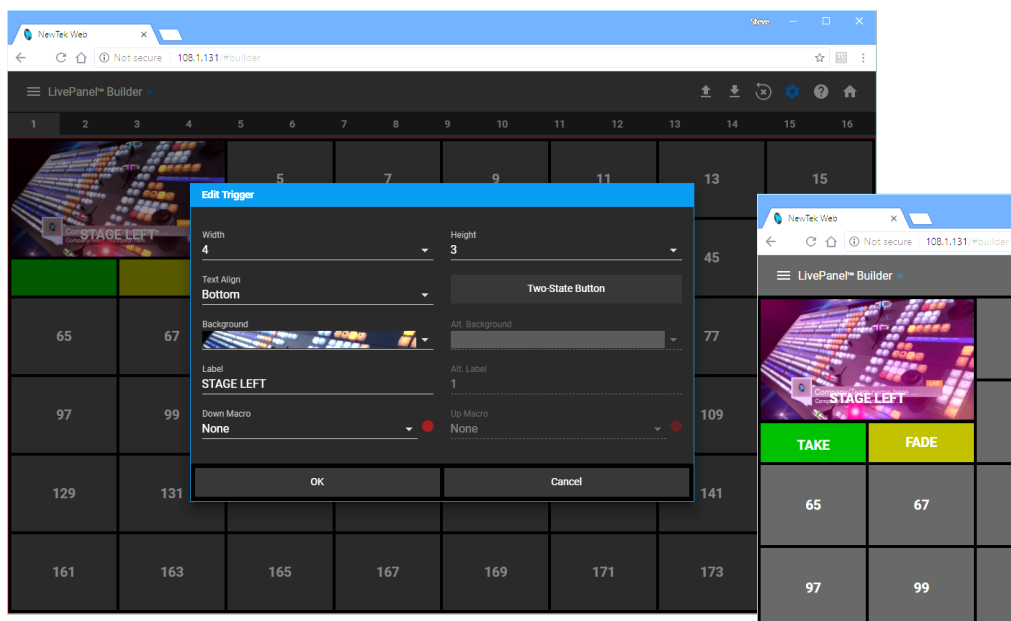 Steve
NewTek Web
Not secure 108.1.131/#builder
LivePanel™ Builder
1 2 3 4 5 6 7 8 9 10 11 12 13 14 15 16
5 7 9 11 13 15
STAGE LEFT
45
65 67 77
97 99 109
129 131 141
161 163 165 167 169 171 173
Edit Trigger
Width
4
Height
3
Text Align
Bottom
Two-State Button
Background
Alt. Background
Label
STAGE LEFT
Alt. Label
1
Down Macro
None
Up Macro
None
OK
Cancel
NewTek Web
Not secure 108.1.131/#builder
LivePanel™ Builder
LIVE
STAGE LEFT
TAKE FADE
65 67
97 99